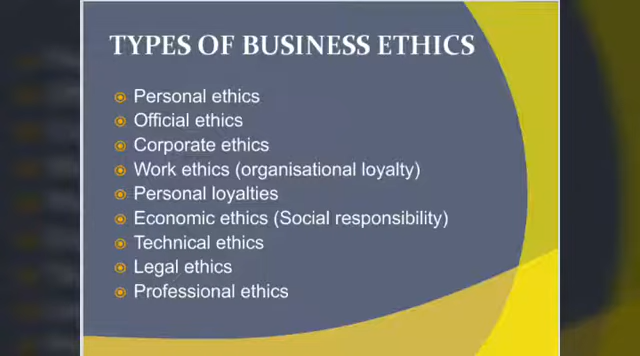 TYPES OF BUSINESS ETHICS
Personal ethics
Official ethics
Corporate ethics
Work ethics (organisational loyalty)
Personal loyalties
Economic ethics (Social responsibility)
Technical ethics
Legal ethics
Professional ethics